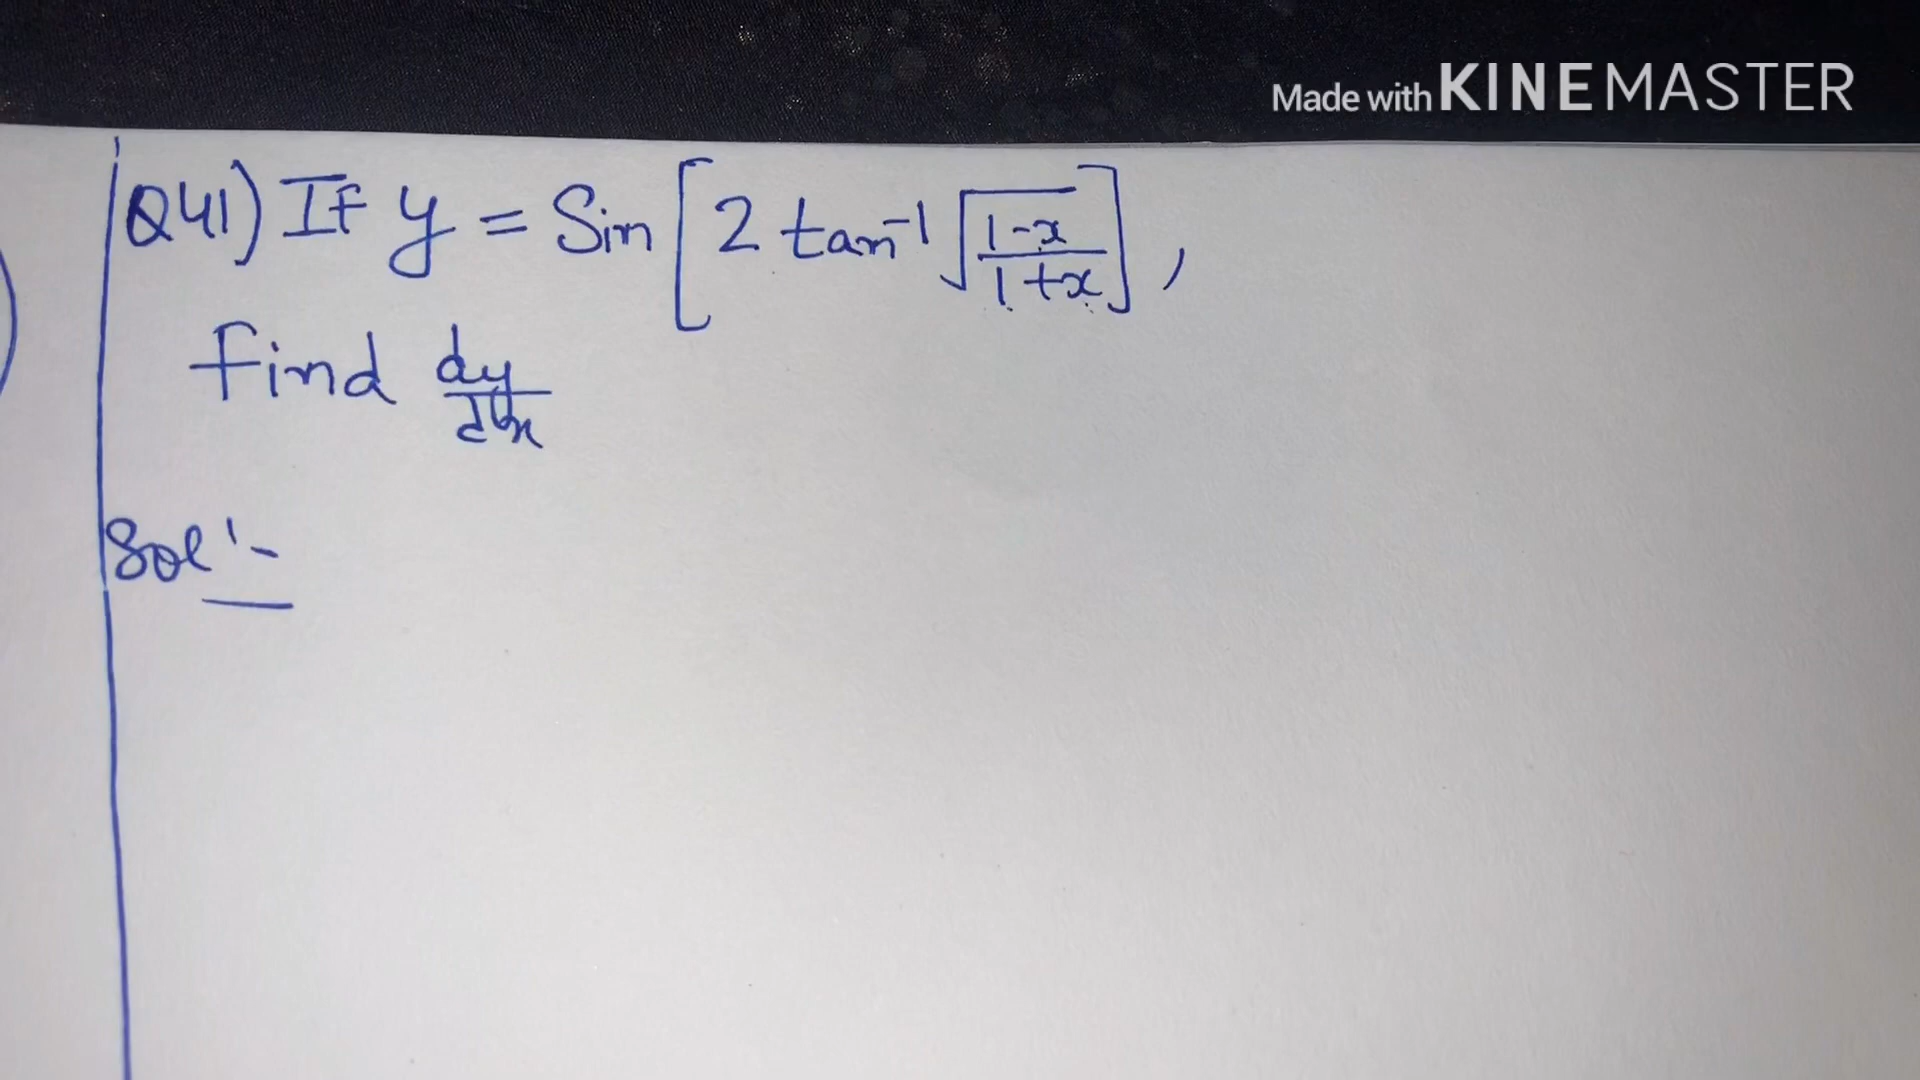 Made with KINEMASTER
Q41) If y = Sin [2 tan⁻¹ √(1-x / 1+x)],
find dy/dx
Sol:-